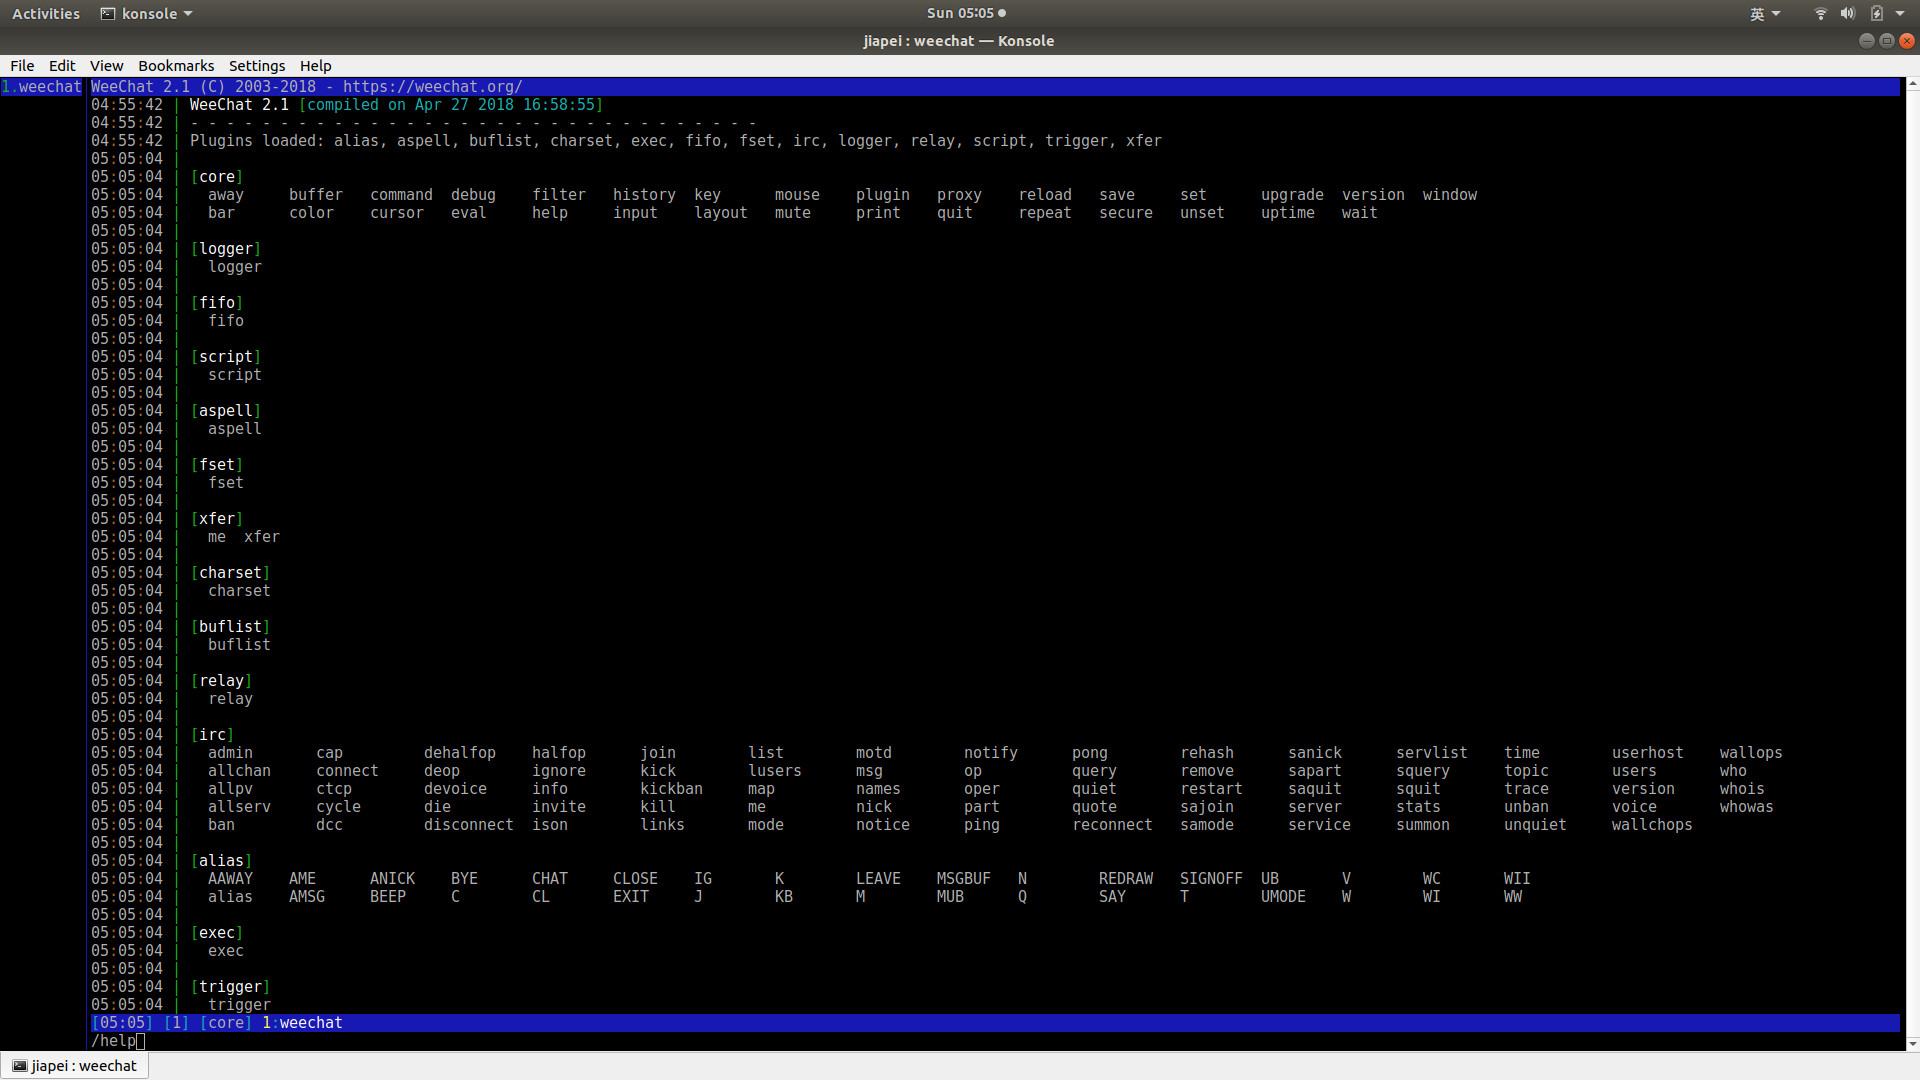 Activities konsole Sun 05:05 英
jiapei : weechat — Konsole
File Edit View Bookmarks Settings Help
1.weechat WeeChat 2.1 (C) 2003-2018 - https://weechat.org/
04:55:42 | WeeChat 2.1 [compiled on Apr 27 2018 16:58:55]
04:55:42 | - - - - - - - - - - - - - - - - - - - - - - - - - - - - - - - -
04:55:42 | Plugins loaded: alias, aspell, buflist, charset, exec, fifo, fset, irc, logger, relay, script, trigger, xfer
05:05:04 |
05:05:04 | [core]
05:05:04 | away buffer command debug filter history key mouse plugin proxy reload save set upgrade version window
05:05:04 | bar color cursor eval help input layout mute print quit repeat secure unset uptime wait
05:05:04 |
05:05:04 | [logger]
05:05:04 | logger
05:05:04 |
05:05:04 | [fifo]
05:05:04 | fifo
05:05:04 |
05:05:04 | [script]
05:05:04 | script
05:05:04 |
05:05:04 | [aspell]
05:05:04 | aspell
05:05:04 |
05:05:04 | [fset]
05:05:04 | fset
05:05:04 |
05:05:04 | [xfer]
05:05:04 | me xfer
05:05:04 |
05:05:04 | [charset]
05:05:04 | charset
05:05:04 |
05:05:04 | [buflist]
05:05:04 | buflist
05:05:04 |
05:05:04 | [relay]
05:05:04 | relay
05:05:04 |
05:05:04 | [irc]
05:05:04 | admin cap dehalfop halfop join list motd notify pong rehash sanick servlist time userhost wallops
05:05:04 | allchan connect deop ignore kick lusers msg op query remove sapart squery topic users who
05:05:04 | allpv ctcp devoice info kickban map names oper quiet restart saquit squit trace version whois
05:05:04 | allserv cycle die invite kill me nick part quote sajoin server stats unban voice whowas
05:05:04 | ban dcc disconnect ison links mode notice ping reconnect samode service summon unquiet wallchops
05:05:04 |
05:05:04 | [alias]
05:05:04 | AAWAY AME ANICK BYE CHAT CLOSE IG K LEAVE MSGBUF N REDRAW SIGNOFF UB V WC WII
05:05:04 | alias AMSG BEEP C CL EXIT J KB M MUB Q SAY T UMODE W WI WW
05:05:04 |
05:05:04 | [exec]
05:05:04 | exec
05:05:04 |
05:05:04 | [trigger]
05:05:04 | trigger
[05:05] [1] [core] 1:weechat
/help
jiapei : weechat